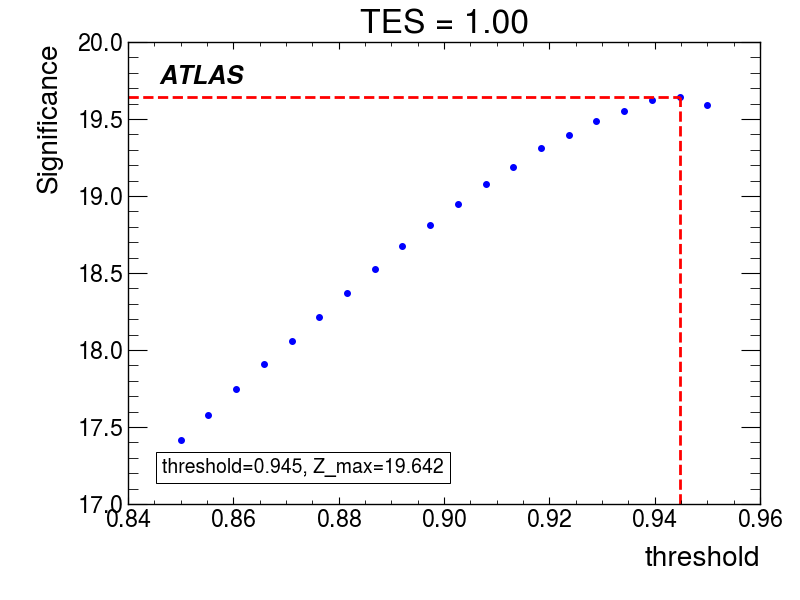 TES = 1.00
Significance
20.0
19.5
19.0
18.5
18.0
17.5
17.0
ATLAS
threshold=0.945, Z_max=19.642
0.84 0.86 0.88 0.90 0.92 0.94 0.96
threshold